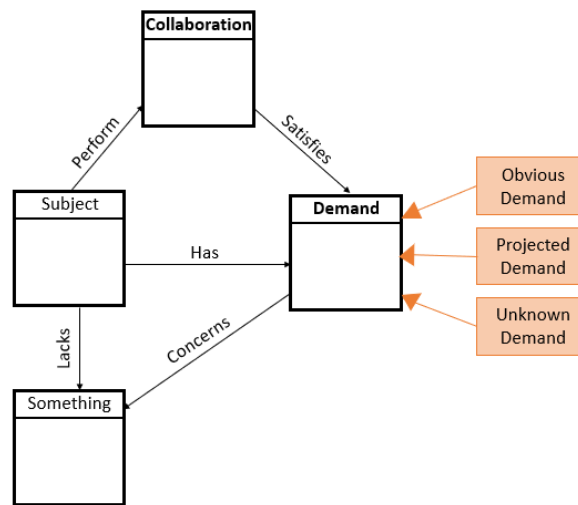 Collaboration
Perform
Satisfies
Subject
Demand
Obvious
Demand
Has
Projected
Demand
Lacks
Concerns
Unknown
Demand
Something